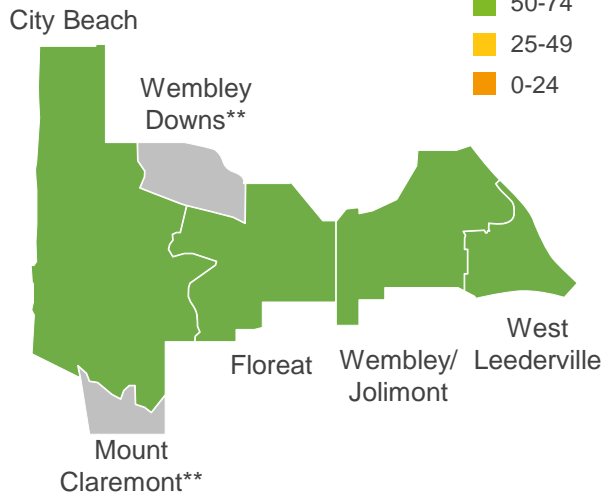 City Beach
50-74
25-49
0-24
Wembley
Downs**
Floreat
Wembley/
Jolimont
West
Leederville
Mount
Claremont**